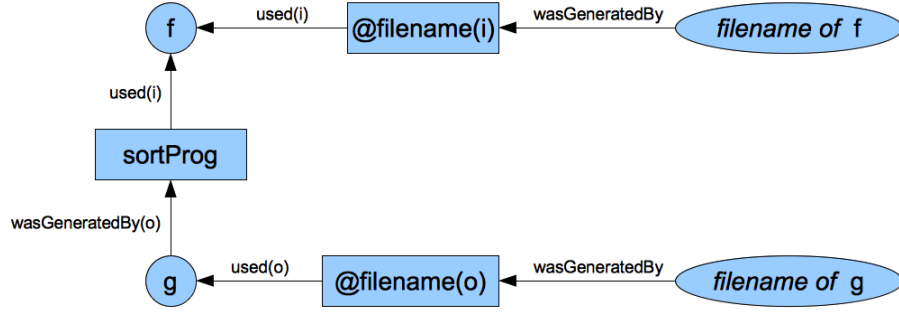 f
used(i)
@filename(i)
wasGeneratedBy
filename of f
used(i)
sortProg
wasGeneratedBy(o)
g
used(o)
@filename(o)
wasGeneratedBy
filename of g